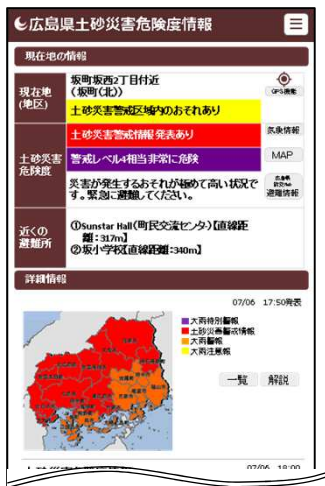 広島県土砂災害危険度情報
現在地の情報
現在地
(地区)
坂町坂西2丁目付近
(坂町(北))
GPS機能
土砂災害警戒区域内のおそれあり
土砂災害
危険度
土砂災害警戒情報 発表あり
気象情報
警戒レベル4相当非常に危険
MAP
災害が発生するおそれが極めて高い状況で
す。緊急に避難してください。
広島県
防災Web
避難情報
近くの
避難所
①Sunstar Hall(町民交流センター)【直線距
離:317m】
②坂小学校【直線距離:340m】
詳細情報
07/06 17:50発表
大雨特別警報
土砂災害警戒情報
大雨警報
大雨注意報
一覧
解説
07/06 18:00